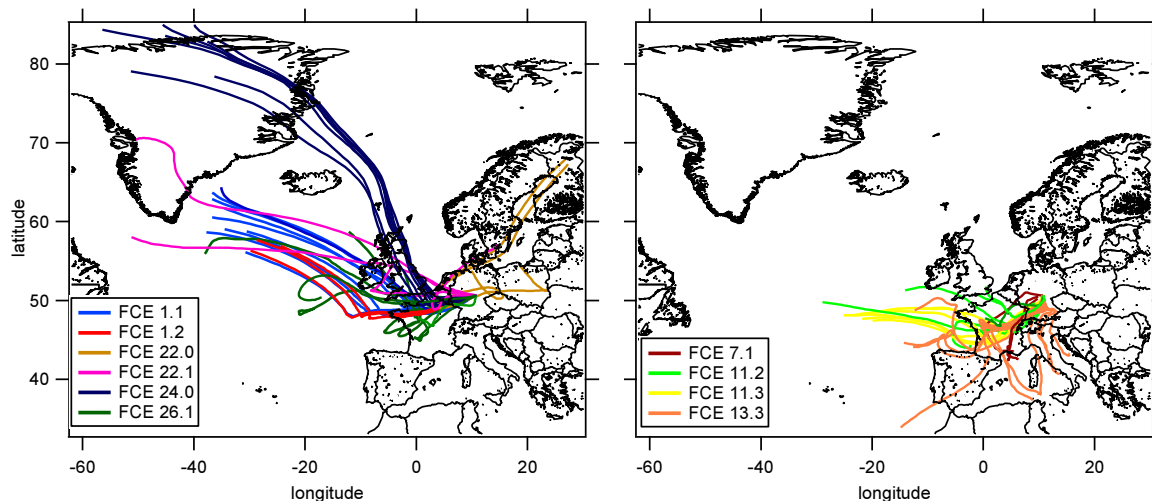 80
70
60
50
40
latitude
FCE 1.1
FCE 1.2
FCE 22.0
FCE 22.1
FCE 24.0
FCE 26.1
-60 -40 -20 0 20
longitude
FCE 7.1
FCE 11.2
FCE 11.3
FCE 13.3
-60 -40 -20 0 20
longitude